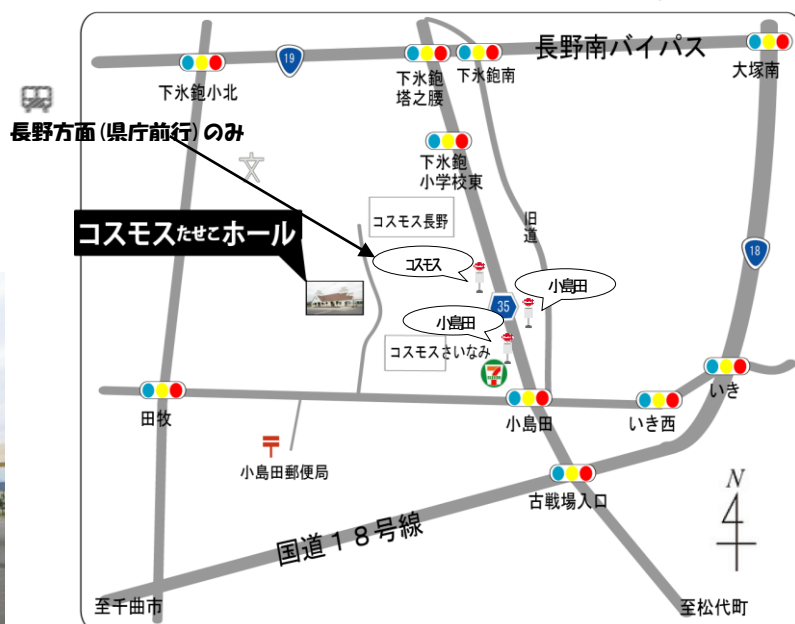 19
長野南バイパス
下氷鉋小北
下氷鉋
塔之腰
下氷鉋南
大塚南
長野方面(県庁前行)のみ
文
下氷鉋
小学校東
コスモス長野
旧道
コスモスたせこホール
コスモス
18
小島田
35
小島田
コスモスさいなみ
7
田牧
小島田
いき西
いき
小島田郵便局
古戦場入口
N
国道18号線
至千曲市
至松代町